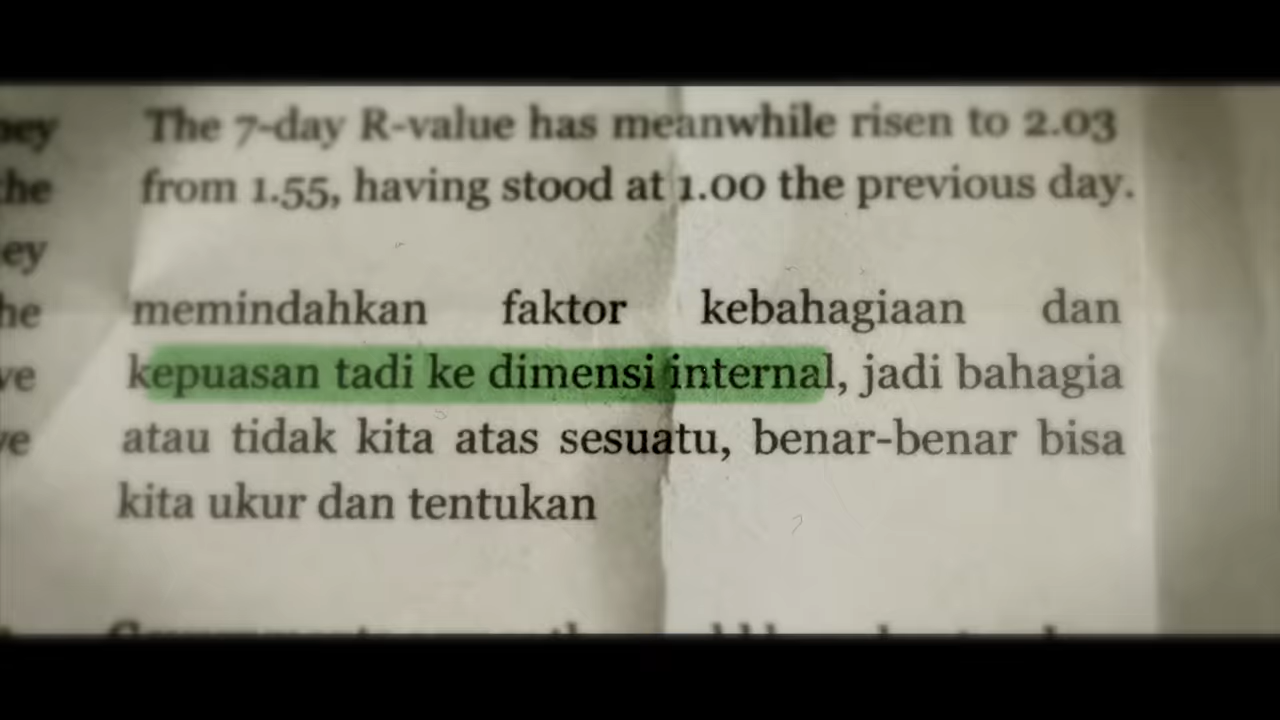 The 7-day R-value has meanwhile risen to 2.03
from 1.55, having stood at 1.00 the previous day.
he
ey
memindahkan faktor kebahagiaan dan
kepuasan tadi ke dimensi internal, jadi bahagia
atau tidak kita atas sesuatu, benar-benar bisa
kita ukur dan tentukan